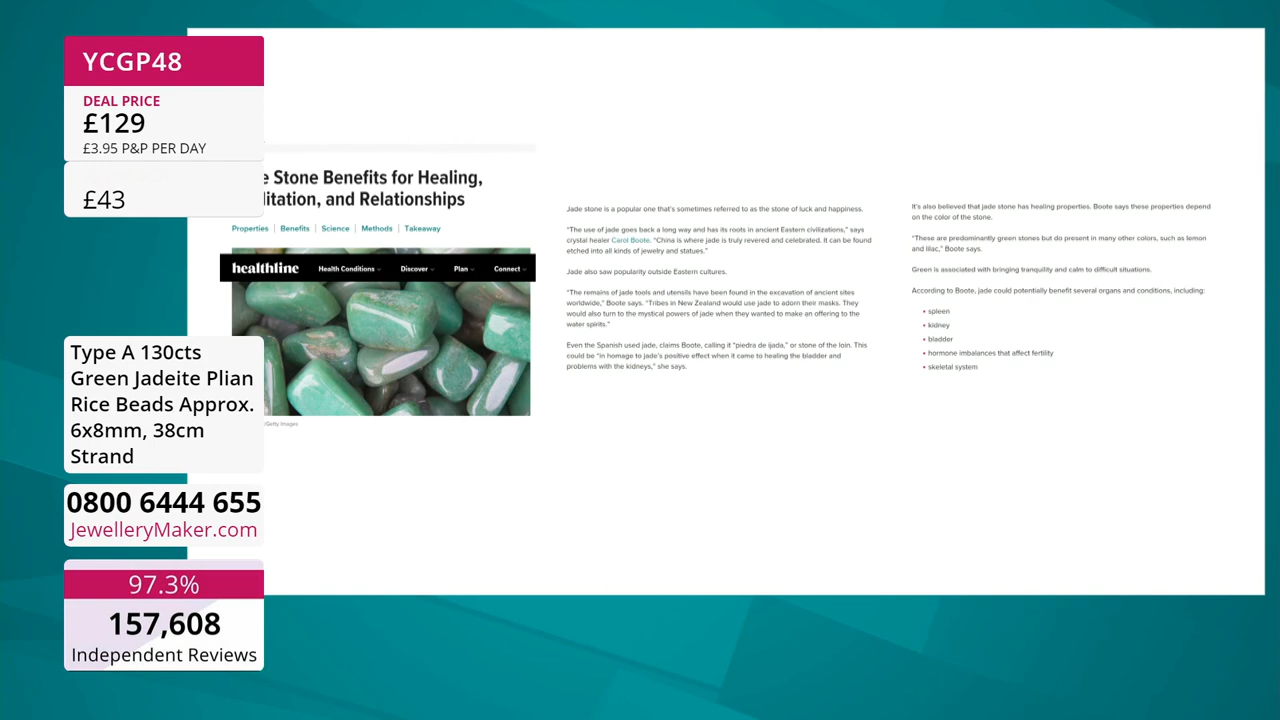 YCGP48
DEAL PRICE
£129
£3.95 P&P PER DAY
£43
Type A 130cts
Green Jadeite Plian
Rice Beads Approx.
6x8mm, 38cm
Strand
0800 6444 655
JewelleryMaker.com
97.3%
157,608
Independent Reviews
e Stone Benefits for Healing,
litation, and Relationships
Properties | Benefits | Science | Methods | Takeaway
healthline Health Conditions Discover Plan Connect
/Getty Images
Jade stone is a popular one that's sometimes referred to as the stone of luck and happiness.
"The use of jade goes back a long way and has its roots in ancient Eastern civilizations," says
crystal healer Carol Boote. "China is where jade is truly revered and celebrated. It can be found
etched into all kinds of jewelry and statues."
Jade also saw popularity outside Eastern cultures.
"The remains of jade tools and utensils have been found in the excavation of ancient sites
worldwide," Boote says. "Tribes in New Zealand would use jade to adorn their masks. They
would also turn to the mystical powers of jade when they wanted to make an offering to the
water spirits."
Even the Spanish used jade, claims Boote, calling it "piedra de ijada," or stone of the loin. This
could be "in homage to jade's positive effect when it came to healing the bladder and
problems with the kidneys," she says.
It's also believed that jade stone has healing properties. Boote says these properties depend
on the color of the stone.
"These are predominantly green stones but do present in many other colors, such as lemon
and lilac," Boote says.
Green is associated with bringing tranquility and calm to difficult situations.
According to Boote, jade could potentially benefit several organs and conditions, including:
• spleen
• kidney
• bladder
• hormone imbalances that affect fertility
• skeletal system